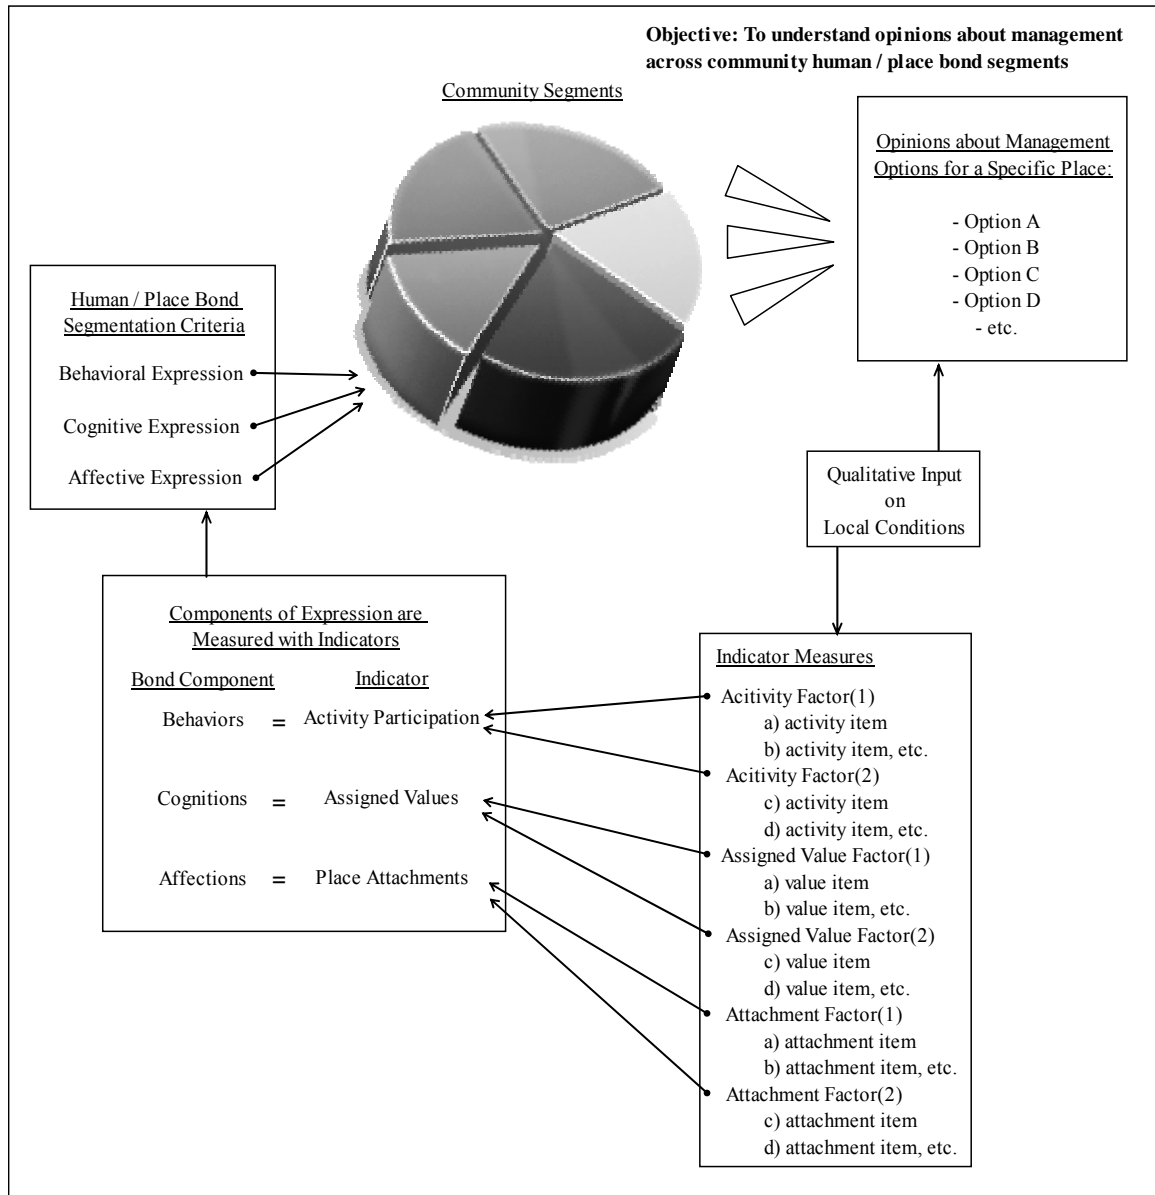 Objective: To understand opinions about management
across community human / place bond segments
Community Segments
Opinions about Management
Options for a Specific Place:
- Option A
- Option B
- Option C
- Option D
- etc.
Human / Place Bond
Segmentation Criteria
Behavioral Expression
Cognitive Expression
Affective Expression
Qualitative Input
on
Local Conditions
Components of Expression are
Measured with Indicators
Bond Component Indicator
Behaviors = Activity Participation
Cognitions = Assigned Values
Affections = Place Attachments
Indicator Measures
Acitivity Factor(1)
a) activity item
b) activity item, etc.
Acitivity Factor(2)
c) activity item
d) activity item, etc.
Assigned Value Factor(1)
a) value item
b) value item, etc.
Assigned Value Factor(2)
c) value item
d) value item, etc.
Attachment Factor(1)
a) attachment item
b) attachment item, etc.
Attachment Factor(2)
c) attachment item
d) attachment item, etc.